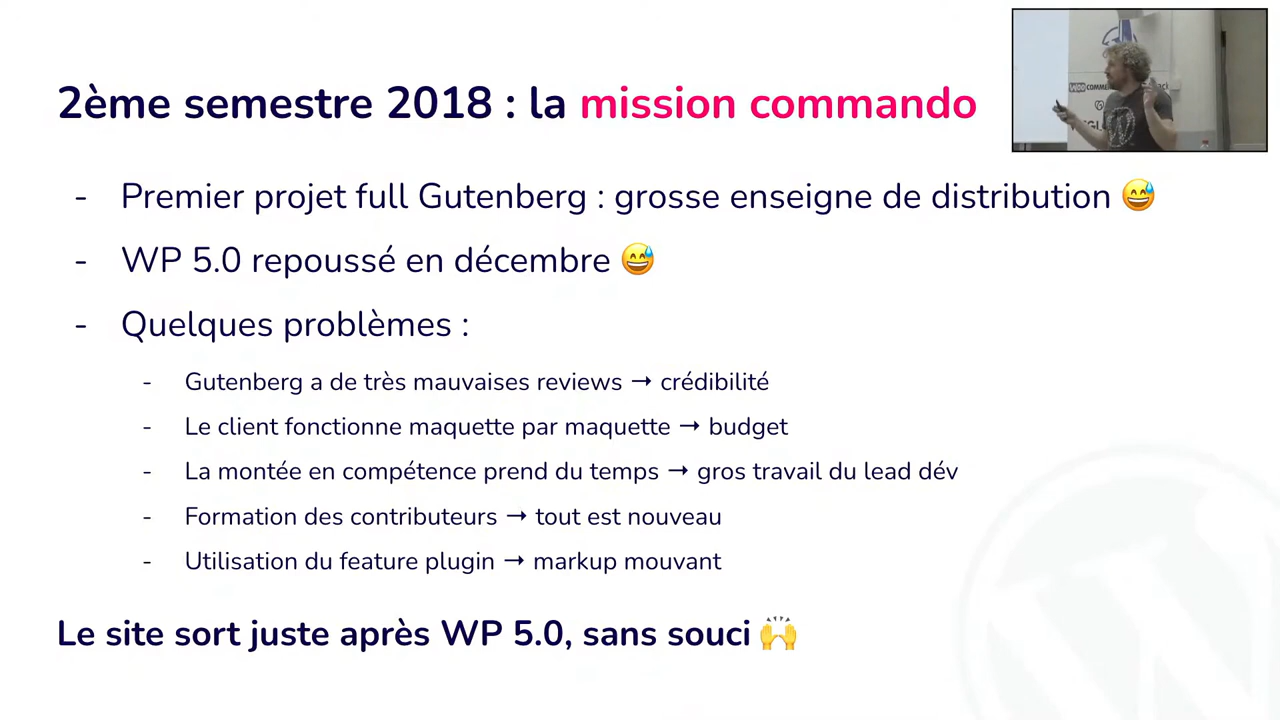 2ème semestre 2018 : la mission commando
- Premier projet full Gutenberg : grosse enseigne de distribution 😅
- WP 5.0 repoussé en décembre 😅
- Quelques problèmes :
- Gutenberg a de très mauvaises reviews → crédibilité
- Le client fonctionne maquette par maquette → budget
- La montée en compétence prend du temps → gros travail du lead dév
- Formation des contributeurs → tout est nouveau
- Utilisation du feature plugin → markup mouvant
Le site sort juste après WP 5.0, sans souci 🙌